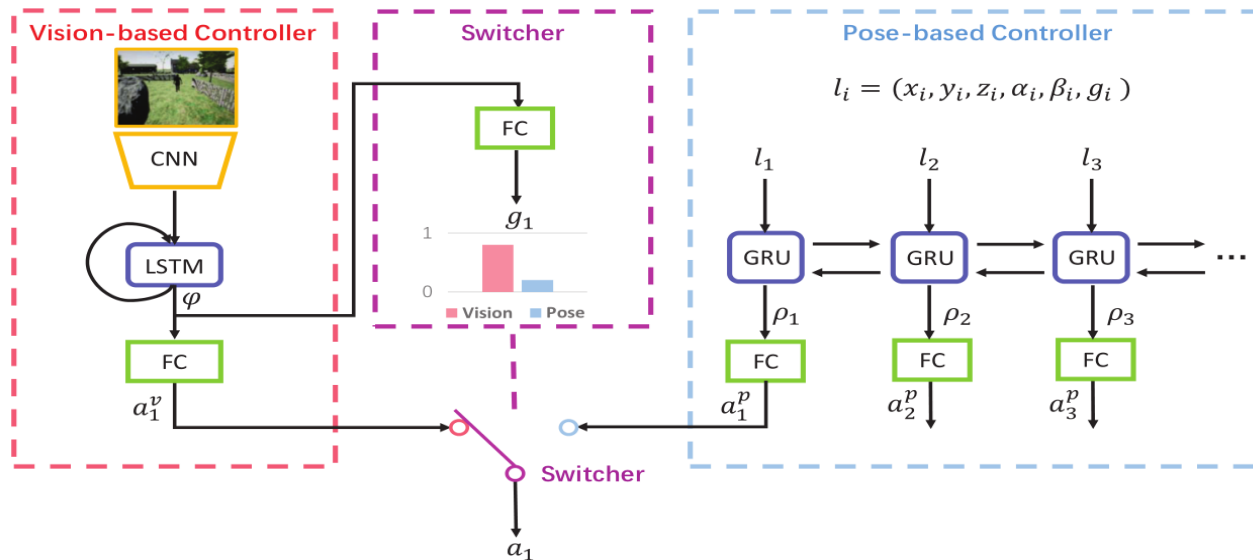 Vision-based Controller
CNN
LSTM
φ
FC
a_1^v
Switcher
FC
g_1
1
0
Vision
Pose
Switcher
a_1
Pose-based Controller
l_i = (x_i, y_i, z_i, α_i, β_i, g_i )
l_1 l_2 l_3
GRU GRU GRU ...
ρ_1 ρ_2 ρ_3
FC FC FC
a_1^p a_2^p a_3^p